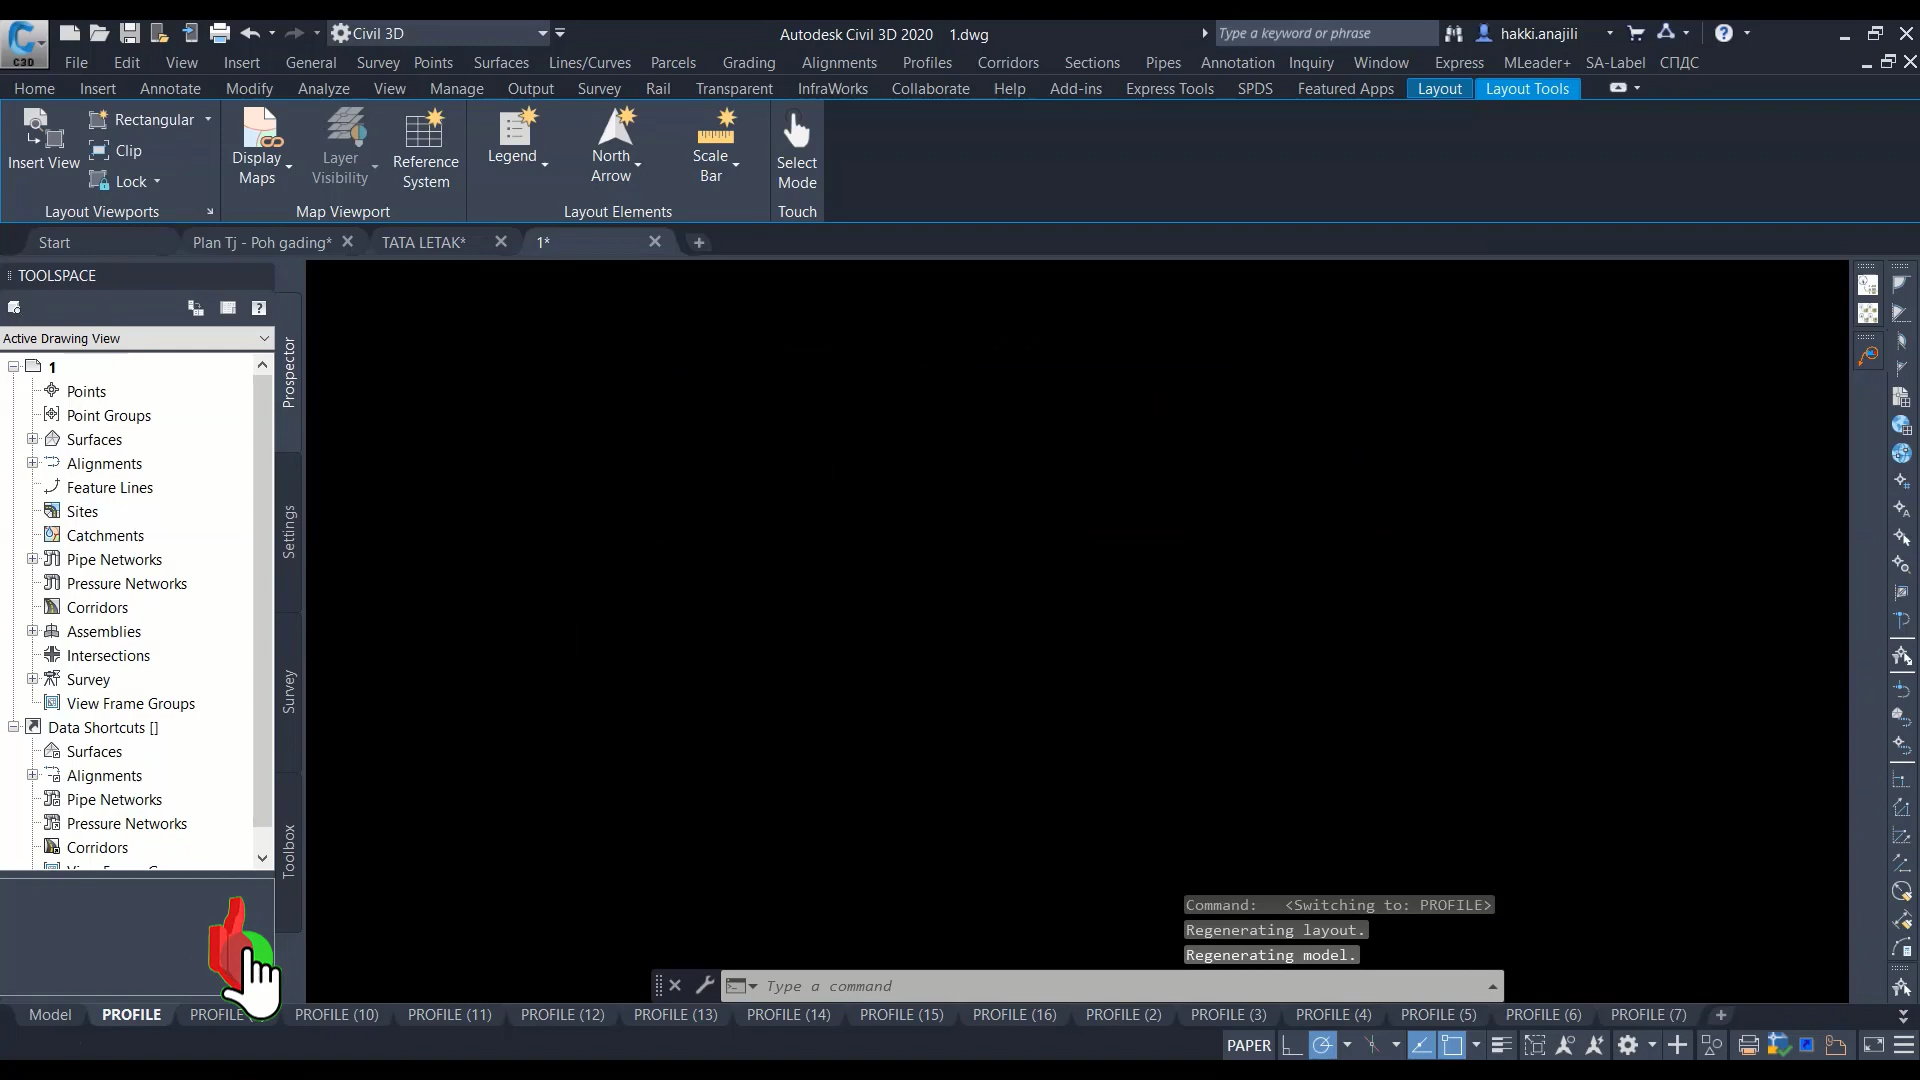 C3D
Civil 3D
Autodesk Civil 3D 2020 1.dwg
Type a keyword or phrase
hakki.anajili
File Edit View Insert General Survey Points Surfaces Lines/Curves Parcels Grading Alignments Profiles Corridors Sections Pipes Annotation Inquiry Window Express MLeader+ SA-Label СПДС
Home Insert Annotate Modify Analyze View Manage Output Survey Rail Transparent InfraWorks Collaborate Help Add-ins Express Tools SPDS Featured Apps Layout Layout Tools
Insert View
Rectangular
Clip
Lock
Layout Viewports
Display
Maps
Layer
Visibility
Reference
System
Map Viewport
Legend
North
Arrow
Scale
Bar
Layout Elements
Select
Mode
Touch
Start
Plan Tj - Poh gading*
TATA LETAK*
1*
TOOLSPACE
Active Drawing View
1
Points
Point Groups
Surfaces
Alignments
Feature Lines
Sites
Catchments
Pipe Networks
Pressure Networks
Corridors
Assemblies
Intersections
Survey
View Frame Groups
Data Shortcuts []
Surfaces
Alignments
Pipe Networks
Pressure Networks
Corridors
Prospector
Settings
Survey
Toolbox
Command: <Switching to: PROFILE>
Regenerating layout.
Regenerating model.
Type a command
Model PROFILE PROFILE PROFILE (10) PROFILE (11) PROFILE (12) PROFILE (13) PROFILE (14) PROFILE (15) PROFILE (16) PROFILE (2) PROFILE (3) PROFILE (4) PROFILE (5) PROFILE (6) PROFILE (7)
PAPER